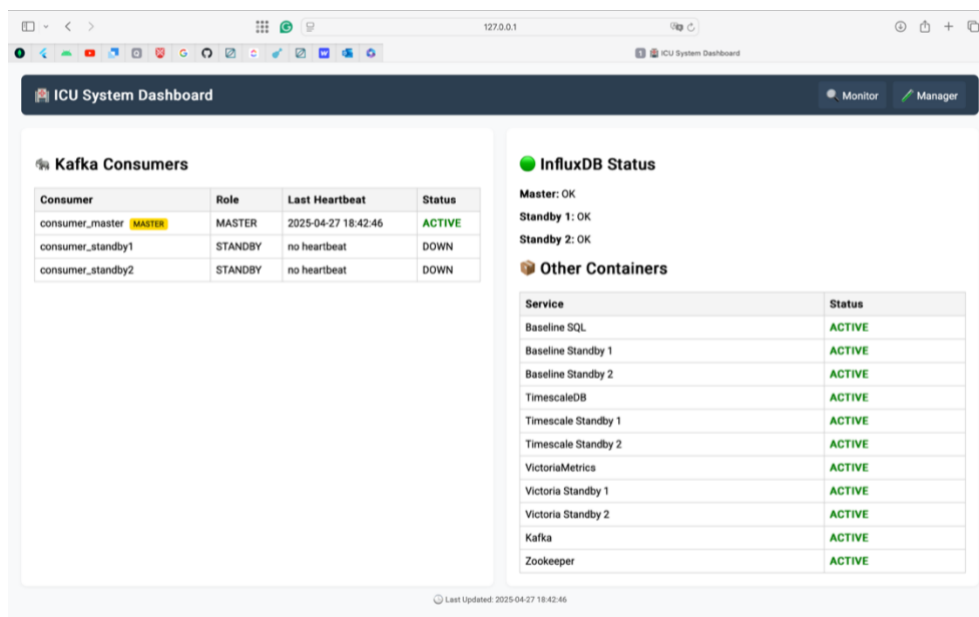 127.0.0.1
1 ICU System Dashboard
ICU System Dashboard
Monitor
Manager
Kafka Consumers
Consumer Role Last Heartbeat Status
consumer_master MASTER MASTER 2025-04-27 18:42:46 ACTIVE
consumer_standby1 STANDBY no heartbeat DOWN
consumer_standby2 STANDBY no heartbeat DOWN
InfluxDB Status
Master: OK
Standby 1: OK
Standby 2: OK
Other Containers
Service Status
Baseline SQL ACTIVE
Baseline Standby 1 ACTIVE
Baseline Standby 2 ACTIVE
TimescaleDB ACTIVE
Timescale Standby 1 ACTIVE
Timescale Standby 2 ACTIVE
VictoriaMetrics ACTIVE
Victoria Standby 1 ACTIVE
Victoria Standby 2 ACTIVE
Kafka ACTIVE
Zookeeper ACTIVE
Last Updated: 2025-04-27 18:42:46